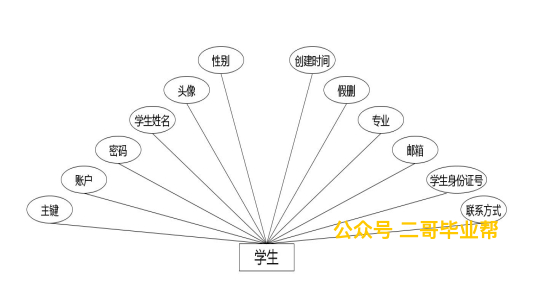 性别
创建时间
头像
假删
学生姓名
专业
密码
邮箱
账户
学生身份证号
主键
联系方式
公众号 二哥毕业帮
学生